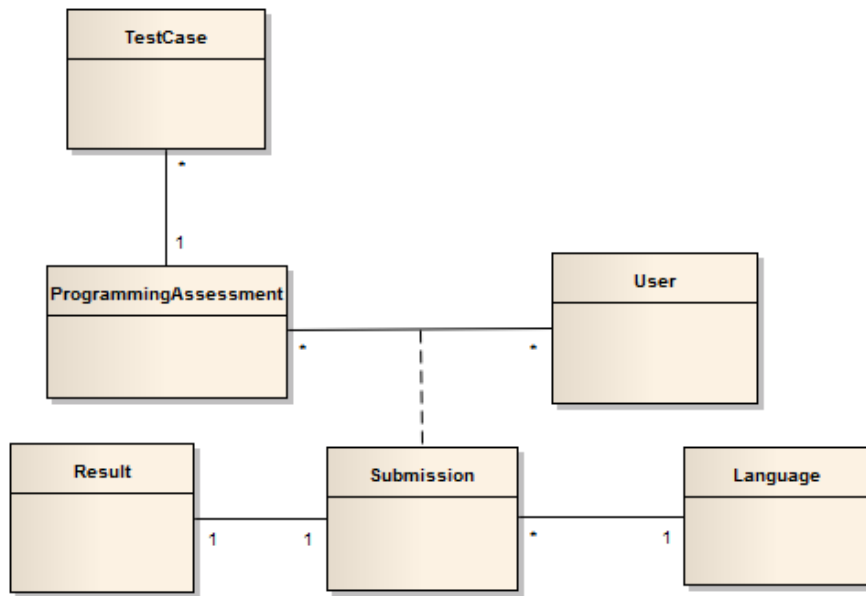 TestCase
*
1
ProgrammingAssessment
User
*
*
Result
Submission
Language
1
1
*
1